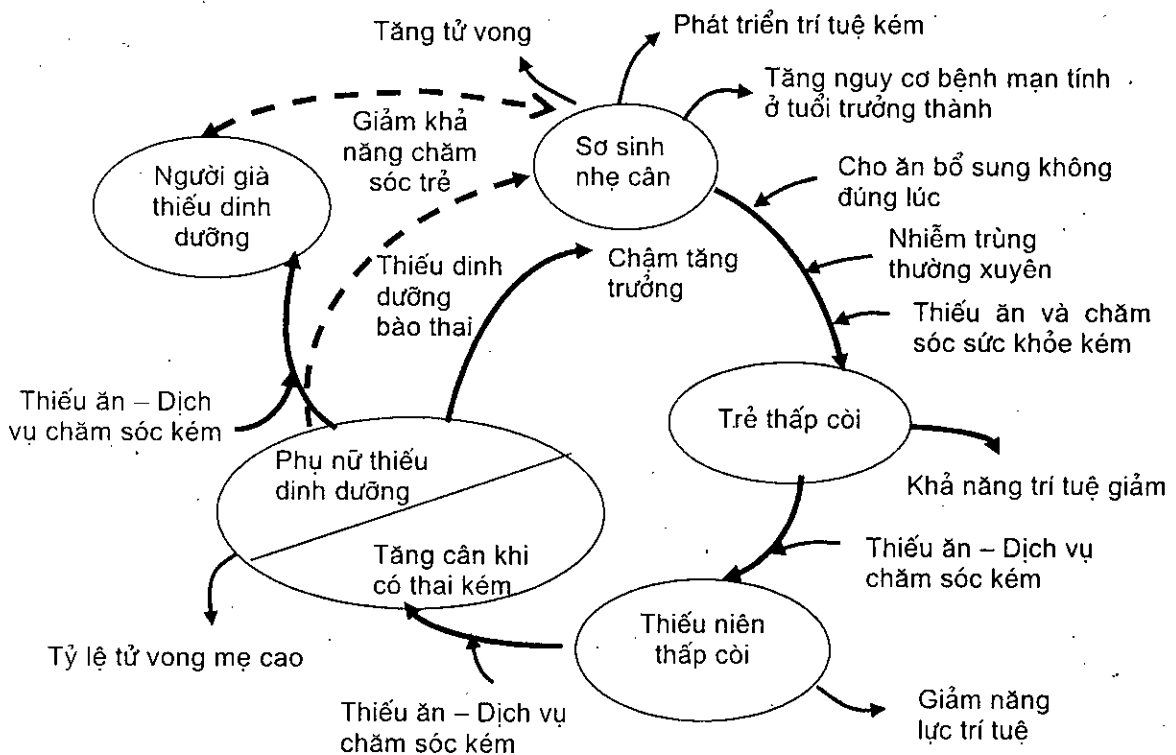 Tăng tử vong
Phát triển trí tuệ kém
Tăng nguy cơ bệnh mạn tính
ở tuổi trưởng thành
Giảm khả
năng chăm
sóc trẻ
Sơ sinh
nhẹ cân
Người già
thiếu dinh
dưỡng
Cho ăn bổ sung không
đúng lúc
Nhiễm trùng
thường xuyên
Thiếu dinh
dưỡng
bào thai
Chậm tăng
trưởng
Thiếu ăn và chăm
sóc sức khỏe kém
Thiếu ăn – Dịch
vụ chăm sóc kém
Trẻ thấp còi
Phụ nữ thiếu
dinh dưỡng
Khả năng trí tuệ giảm
Tăng cân khi
có thai kém
Thiếu ăn – Dịch vụ
chăm sóc kém
Thiếu niên
thấp còi
Tỷ lệ tử vong mẹ cao
Thiếu ăn – Dịch vụ
chăm sóc kém
Giảm năng
lực trí tuệ